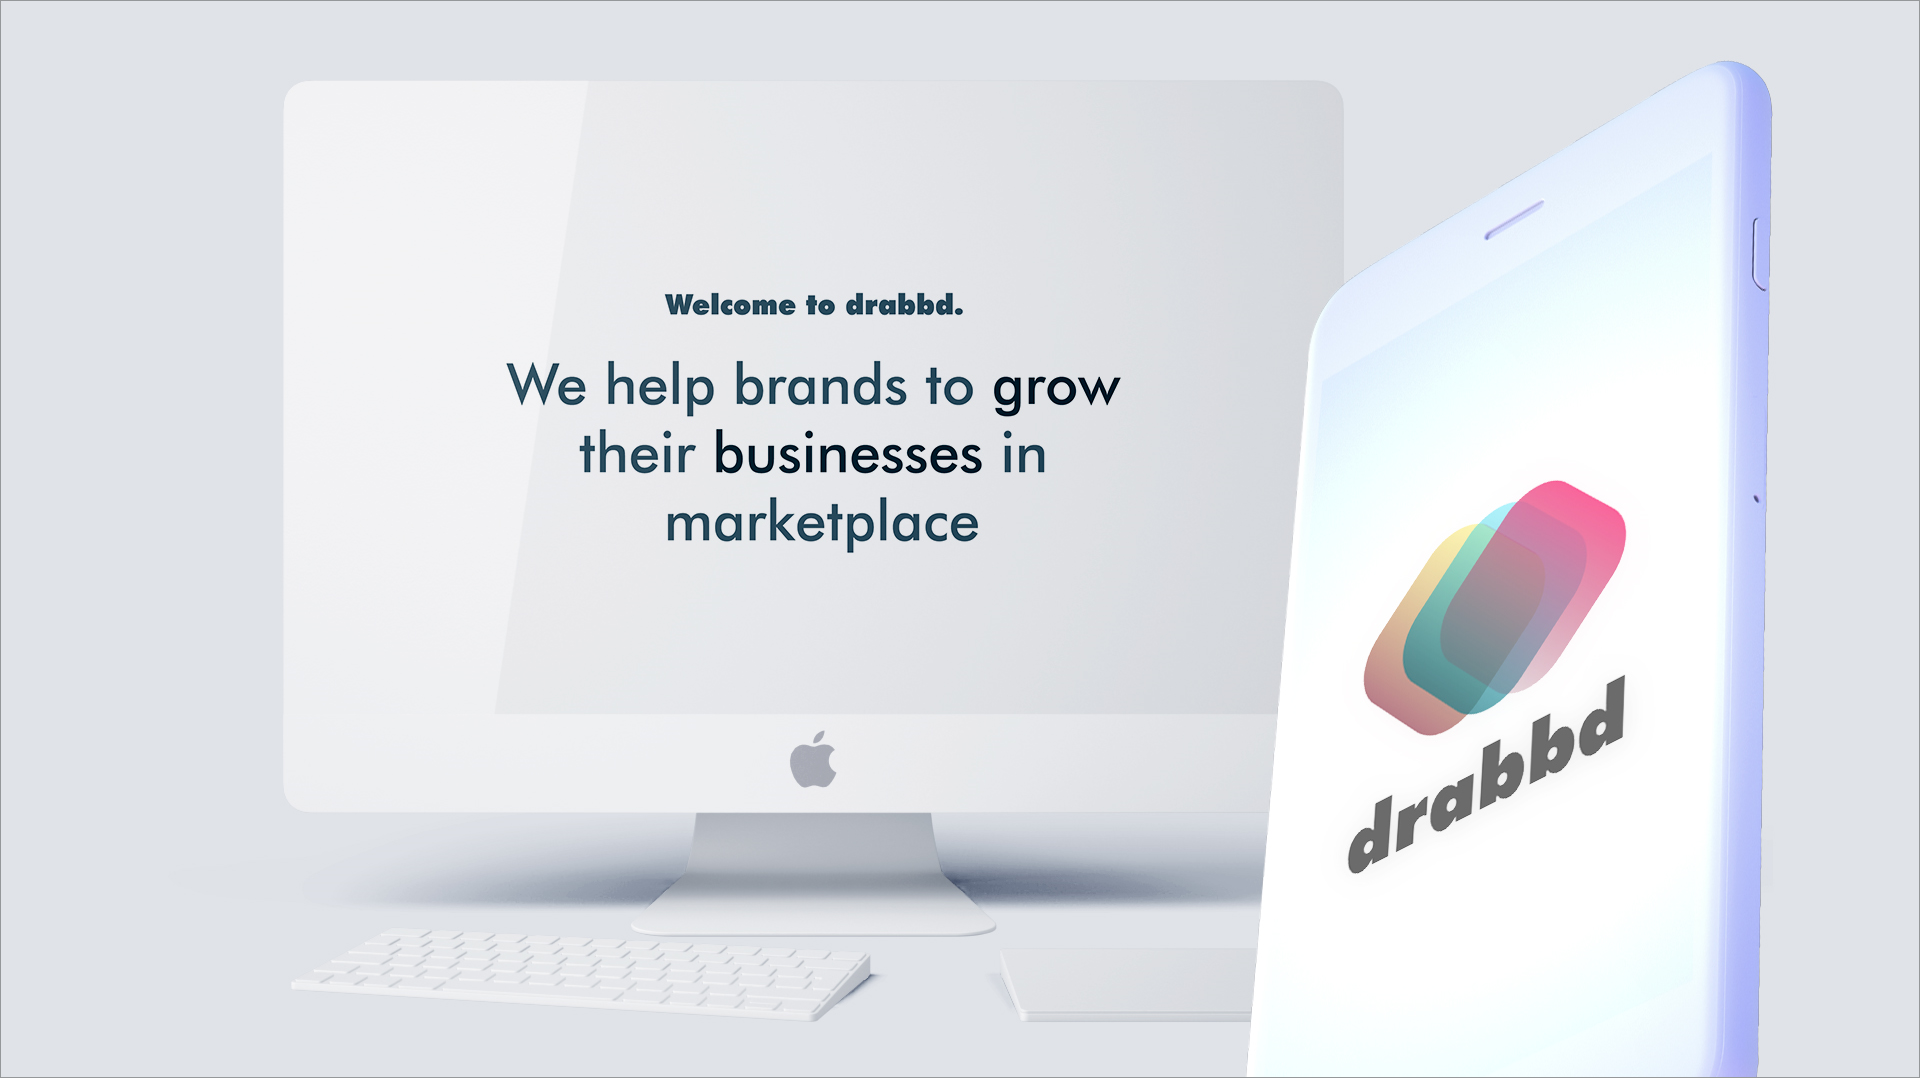 Welcome to drabbd.
We help brands to grow
their businesses in
marketplace
drabbd